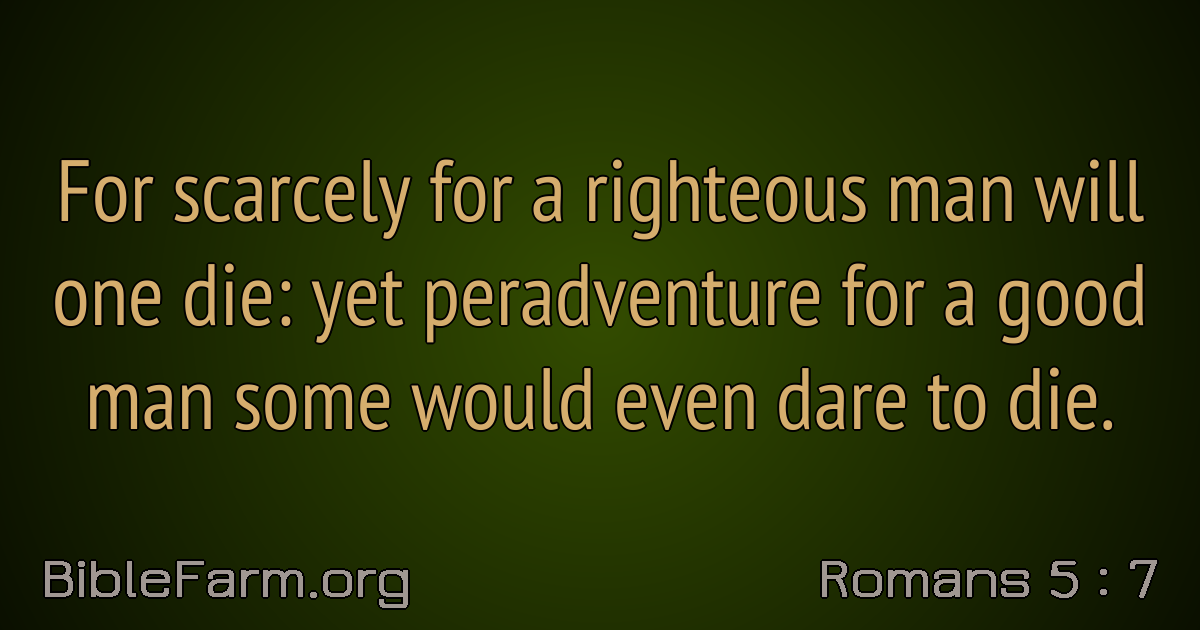 For scarcely for a righteous man will
one die: yet peradventure for a good
man some would even dare to die.
BibleFarm.org
Romans 5 : 7